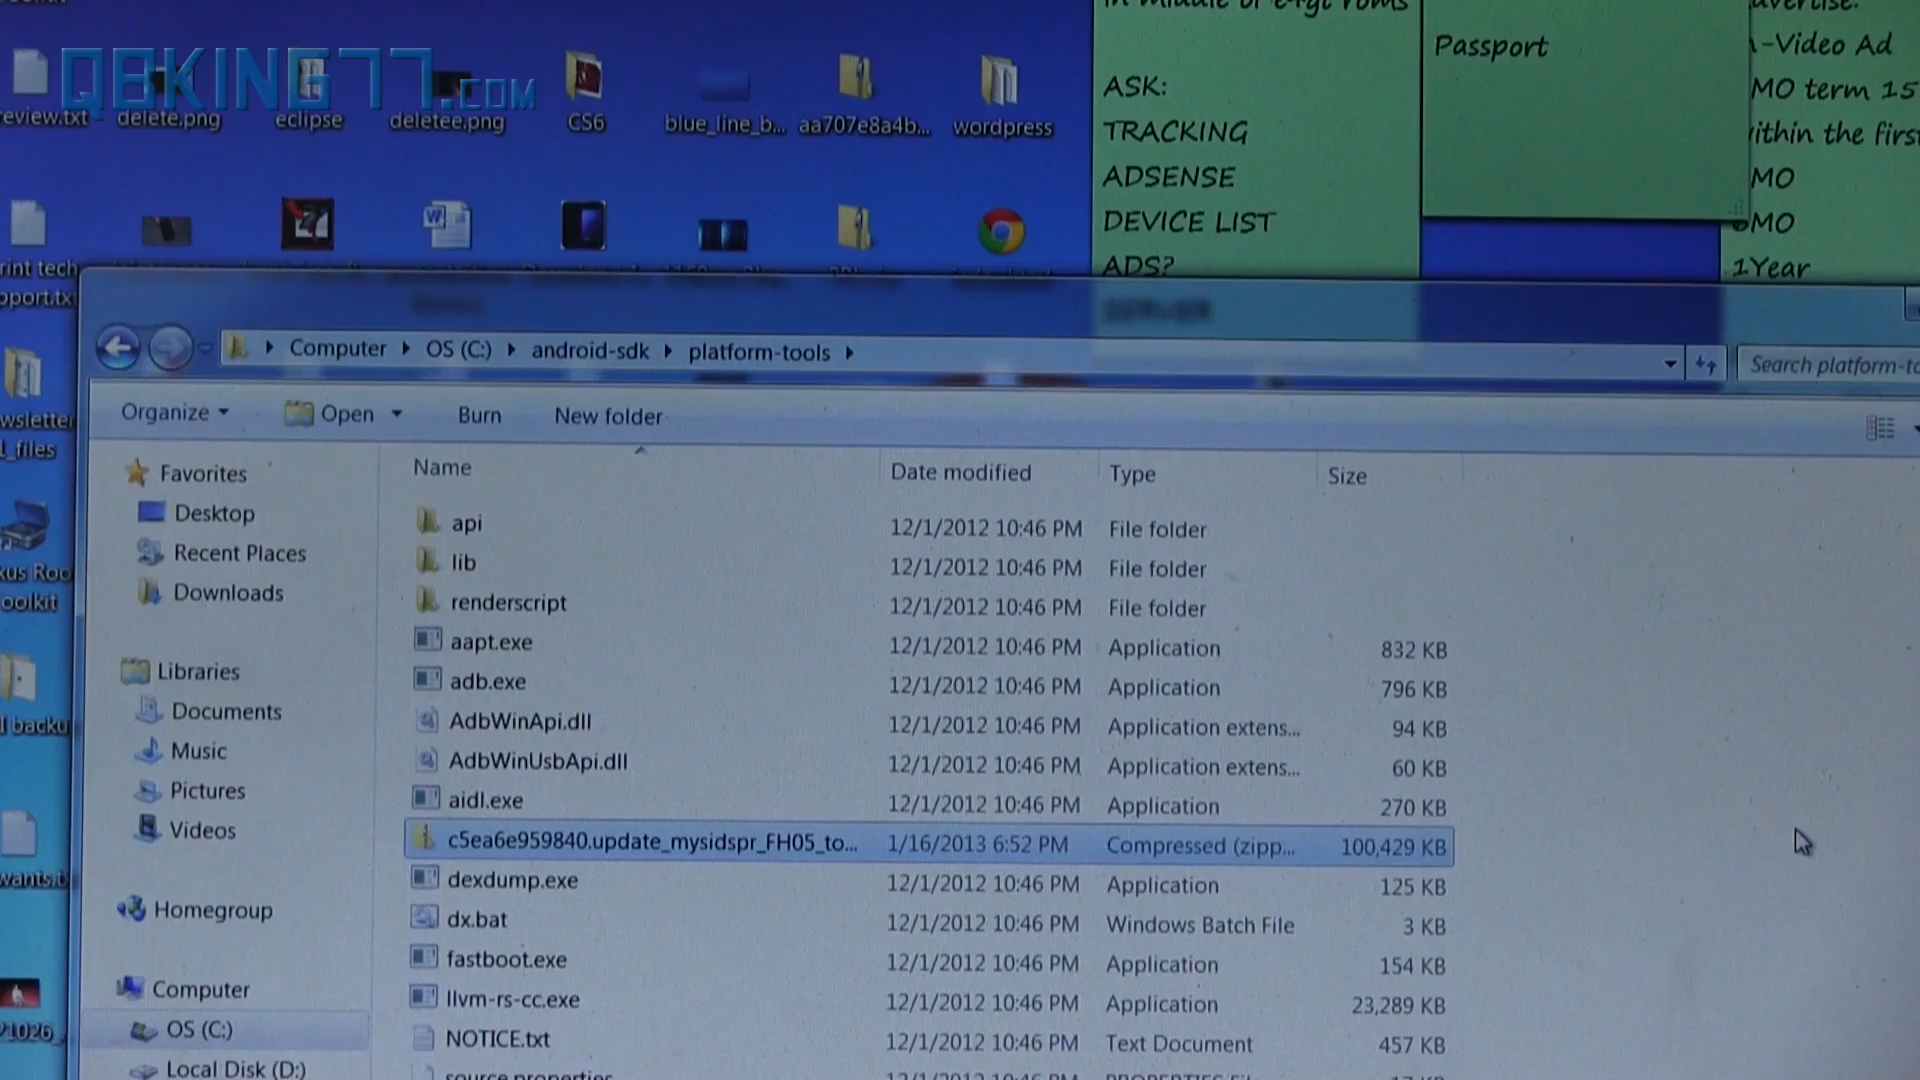 in middle of
roms
Passport
-Video Ad
MO term 15
ithin the first
MO
MO
1Year
ASK:
TRACKING
ADSENSE
DEVICE LIST
ADS?
QBKING77.COM
eview.txt
delete.png
eclipse
deletee.png
CS6
blue_line_b...
aa707e8a4b...
wordpress
rint tech
pport.txt
wsletter
l_files
xus Roo
oolkit
l backu
wants.t
21026_
Computer
OS (C:)
android-sdk
platform-tools
Search platform-to
Organize
Open
Burn
New folder
Favorites
Desktop
Recent Places
Downloads
Libraries
Documents
Music
Pictures
Videos
Homegroup
Computer
OS (C:)
Local Disk (D:)
Name Date modified Type Size
api 12/1/2012 10:46 PM File folder
lib 12/1/2012 10:46 PM File folder
renderscript 12/1/2012 10:46 PM File folder
aapt.exe 12/1/2012 10:46 PM Application 832 KB
adb.exe 12/1/2012 10:46 PM Application 796 KB
AdbWinApi.dll 12/1/2012 10:46 PM Application extens... 94 KB
AdbWinUsbApi.dll 12/1/2012 10:46 PM Application extens... 60 KB
aidl.exe 12/1/2012 10:46 PM Application 270 KB
c5ea6e959840.update_mysidspr_FH05_to... 1/16/2013 6:52 PM Compressed (zipp... 100,429 KB
dexdump.exe 12/1/2012 10:46 PM Application 125 KB
dx.bat 12/1/2012 10:46 PM Windows Batch File 3 KB
fastboot.exe 12/1/2012 10:46 PM Application 154 KB
llvm-rs-cc.exe 12/1/2012 10:46 PM Application 23,289 KB
NOTICE.txt 12/1/2012 10:46 PM Text Document 457 KB
source.properties 12/1/2012 10:46 PM